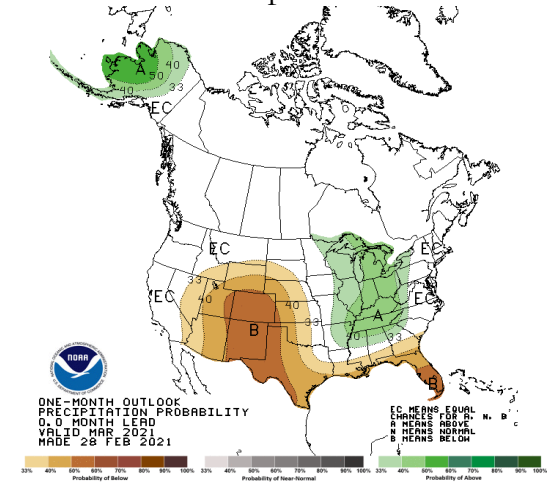 A
40
50
40
33
EC
EC
EC
33
EC
40
40
EC
B
33
A
40
33
33
B
NOAA
ONE-MONTH OUTLOOK
PRECIPITATION PROBABILITY
0.0 MONTH LEAD
VALID MAR 2021
MADE 28 FEB 2021
EC MEANS EQUAL
CHANCES FOR A, N, B
A MEANS ABOVE
N MEANS NORMAL
B MEANS BELOW
33% 40% 50% 60% 70% 80% 90% 100%
Probability of Below
33% 40% 50% 60% 70% 80% 90% 100%
Probability of Near-Normal
33% 40% 50% 60% 70% 80% 90% 100%
Probability of Above